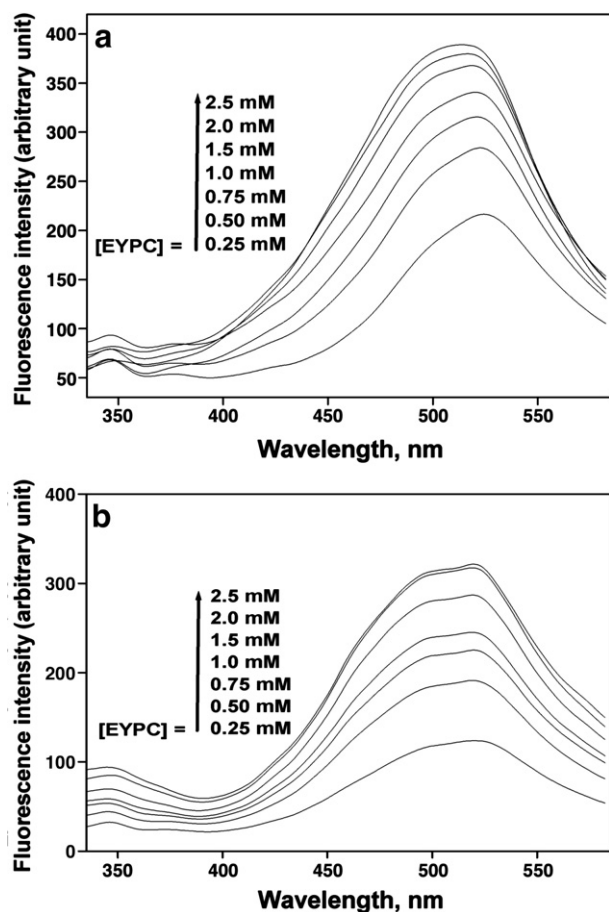 a
Fluorescence intensity (arbitrary unit)
400
350
300
250
200
150
100
50
2.5 mM
2.0 mM
1.5 mM
1.0 mM
0.75 mM
0.50 mM
[EYPC] = 0.25 mM
350 400 450 500 550
Wavelength, nm
b
Fluorescence intensity (arbitrary unit)
400
300
200
100
0
2.5 mM
2.0 mM
1.5 mM
1.0 mM
0.75 mM
0.50 mM
[EYPC] = 0.25 mM
350 400 450 500 550
Wavelength, nm